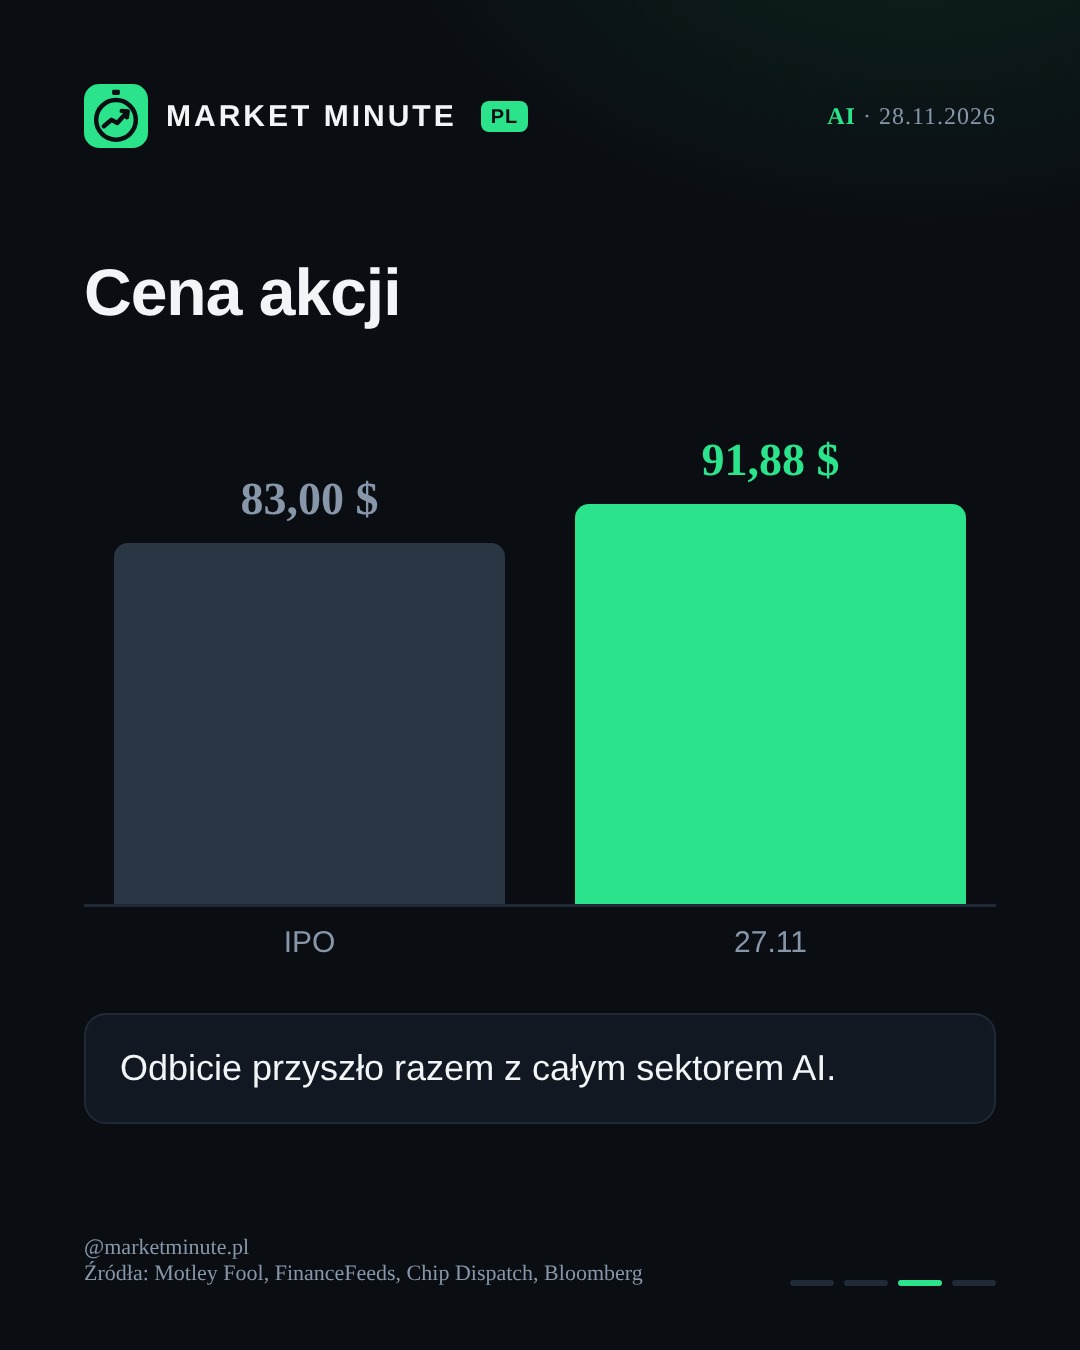 MARKET MINUTE PL
AI · 28.11.2026
Cena akcji
83,00 $
91,88 $
IPO
27.11
Odbicie przyszło razem z całym sektorem AI.
@marketminute.pl
Źródła: Motley Fool, FinanceFeeds, Chip Dispatch, Bloomberg